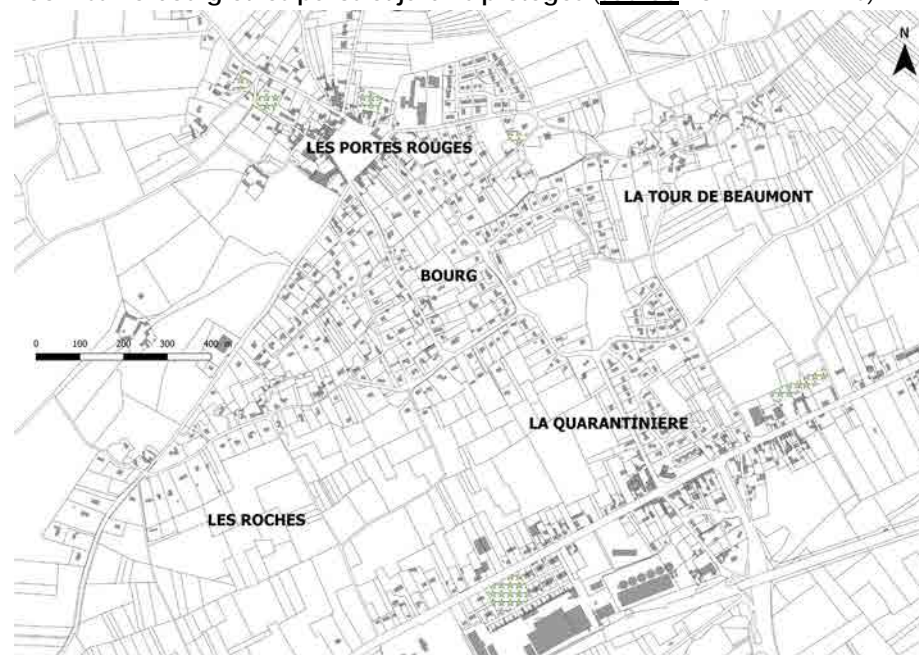 N
LES PORTES ROUGES
LA TOUR DE BEAUMONT
BOURG
0 100 200 300 400 m
LA QUARANTINIERE
LES ROCHES